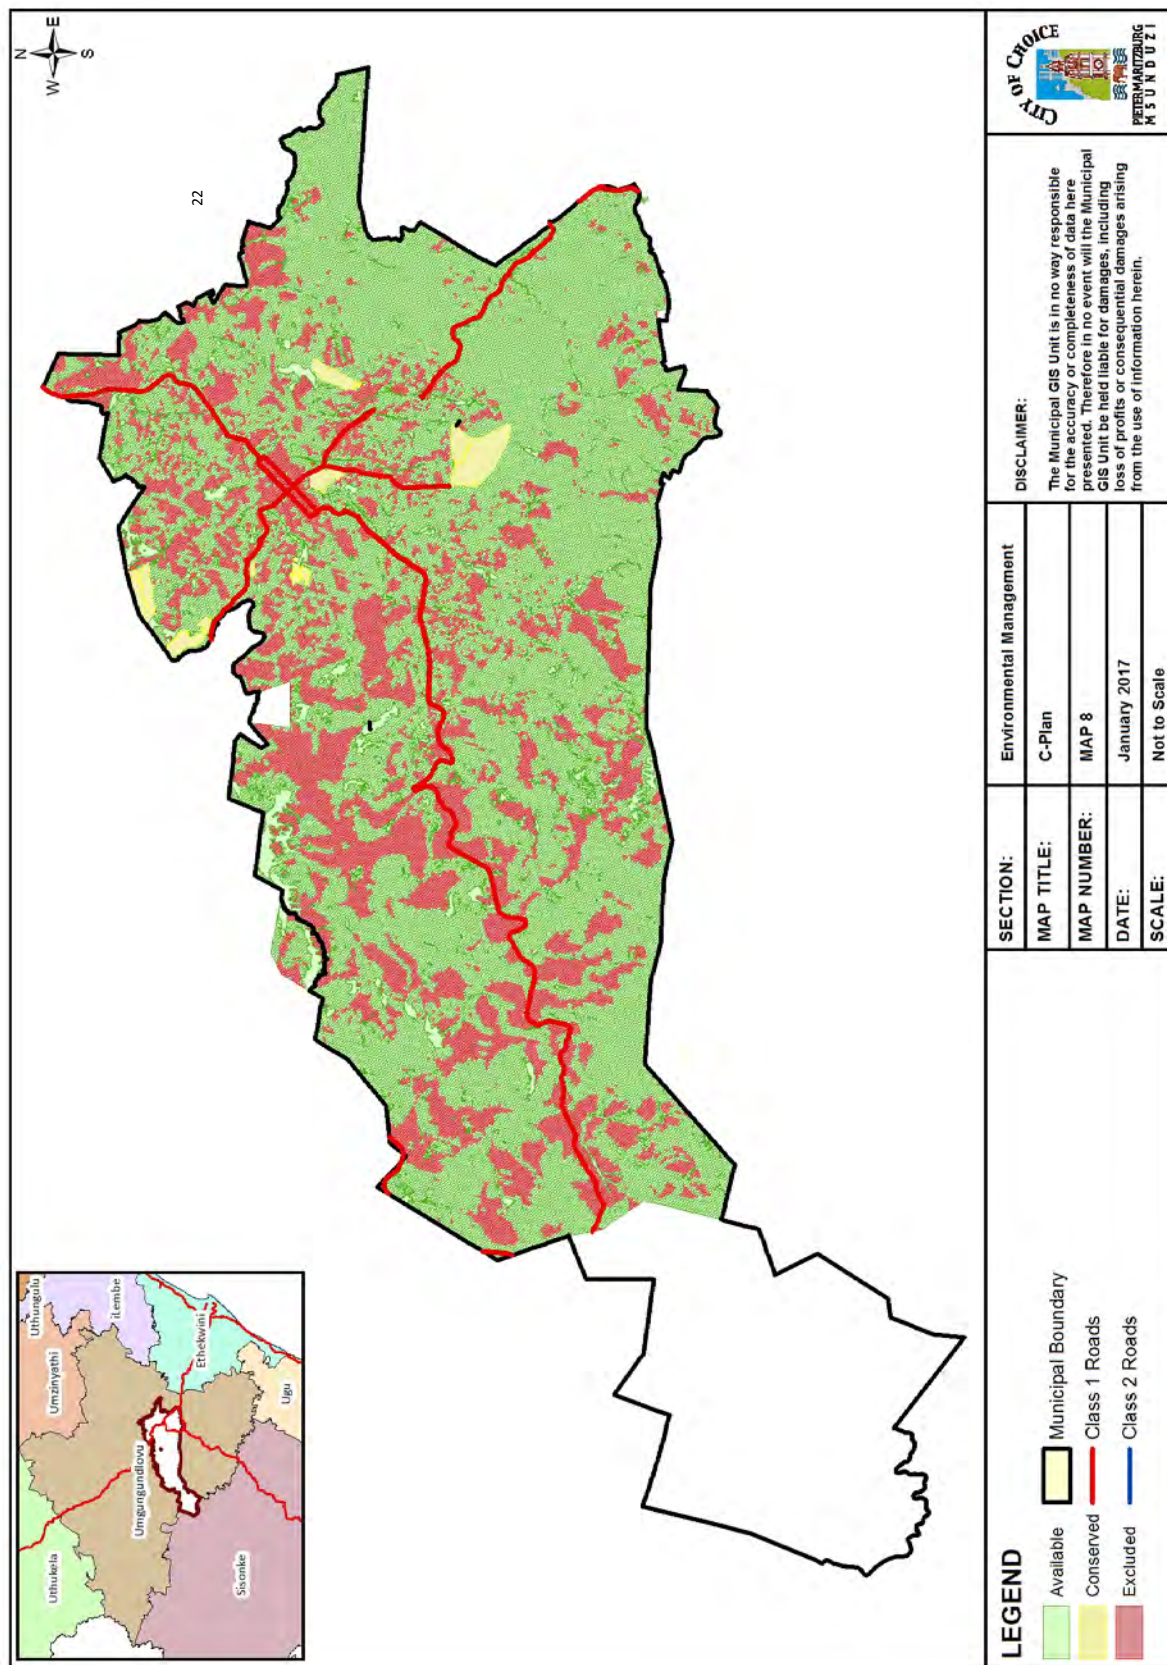 N
W
E
S
22
Uthungulu
Umzinyathi
iLembe
Uthukela
Umgungundlovu
Ethekwini
Ugu
Sisonke
LEGEND
Available
Conserved
Excluded
Municipal Boundary
Class 1 Roads
Class 2 Roads
SECTION:
Environmental Management
MAP TITLE:
C-Plan
MAP NUMBER:
MAP 8
DATE:
January 2017
SCALE:
Not to Scale
DISCLAIMER:
The Municipal GIS Unit is in no way responsible
for the accuracy or completeness of data here
presented. Therefore in no event will the Municipal
GIS Unit be held liable for damages, including
loss of profits or consequential damages arising
from the use of information herein.
CITY OF CHOICE
PIETERMARITZBURG
MSUNDUZI